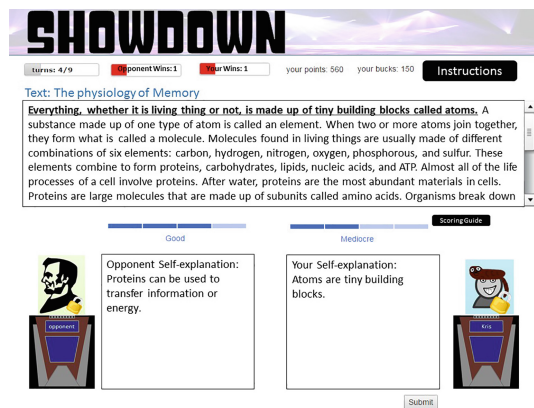 SHOWDOWN
turns: 4/9 Opponent Wins: 1 Your Wins: 1 your points: 560 your bucks: 150 Instructions
Text: The physiology of Memory
Everything, whether it is living thing or not, is made up of tiny building blocks called atoms. A
substance made up of one type of atom is called an element. When two or more atoms join together,
they form what is called a molecule. Molecules found in living things are usually made of different
combinations of six elements: carbon, hydrogen, nitrogen, oxygen, phosphorous, and sulfur. These
elements combine to form proteins, carbohydrates, lipids, nucleic acids, and ATP. Almost all of the life
processes of a cell involve proteins. After water, proteins are the most abundant materials in cells.
Proteins are large molecules that are made up of subunits called amino acids. Organisms break down
Scoring Guide
Good Mediocre
Opponent Self-explanation:
Proteins can be used to
transfer information or
energy.
Your Self-explanation:
Atoms are tiny building
blocks.
opponent Kris
Submit